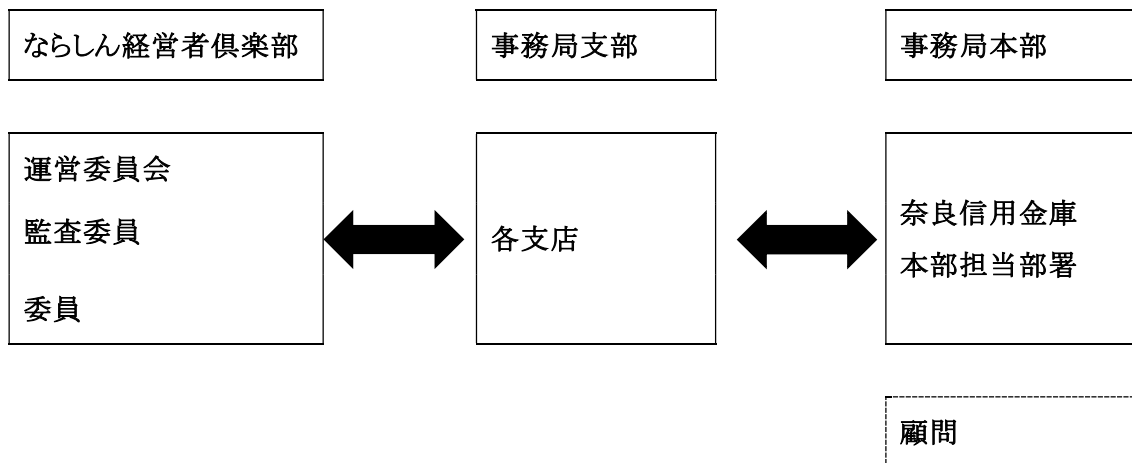 ならしん経営者倶楽部
事務局支部
事務局本部
運営委員会
監査委員
委員
各支店
奈良信用金庫
本部担当部署
顧問